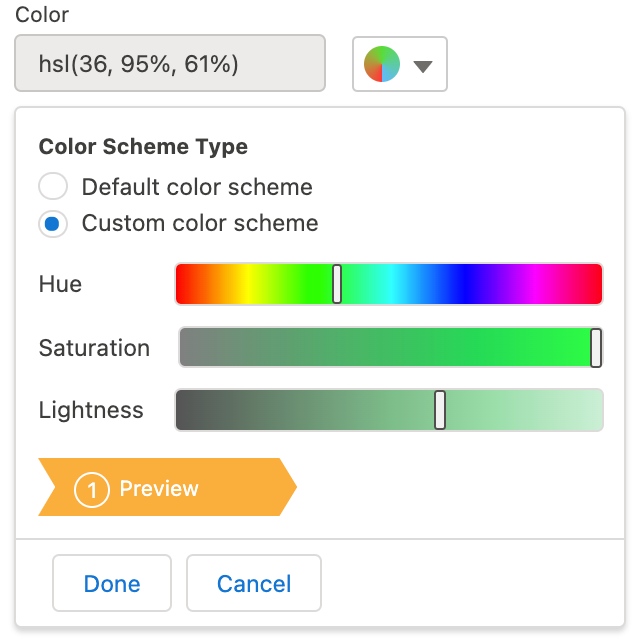 Color
hsl(36, 95%, 61%)
Color Scheme Type
Default color scheme
Custom color scheme
Hue
Saturation
Lightness
1 Preview
Done Cancel